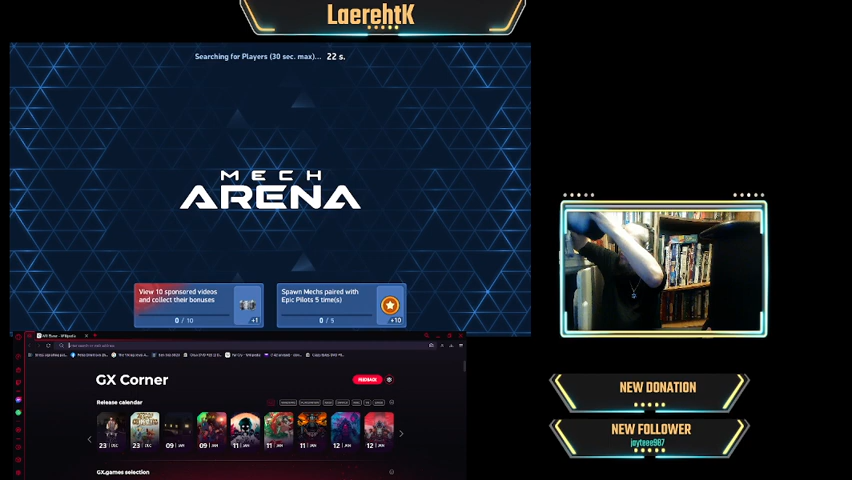 LaerehtK
Searching for Players (30 sec. max)... 22 s.
MECH
ARENA
View 10 sponsored videos
and collect their bonuses
+1
0 / 10
Spawn Mechs paired with
Epic Pilots 5 time(s)
+10
0 / 5
GX Corner
FEEDBACK
Release calendar
23 DEC
23 DEC
09 JAN
09 JAN
11 JAN
11 JAN
11 JAN
12 JAN
12 JAN
GX.games selection
NEW DONATION
NEW FOLLOWER
jayteee987